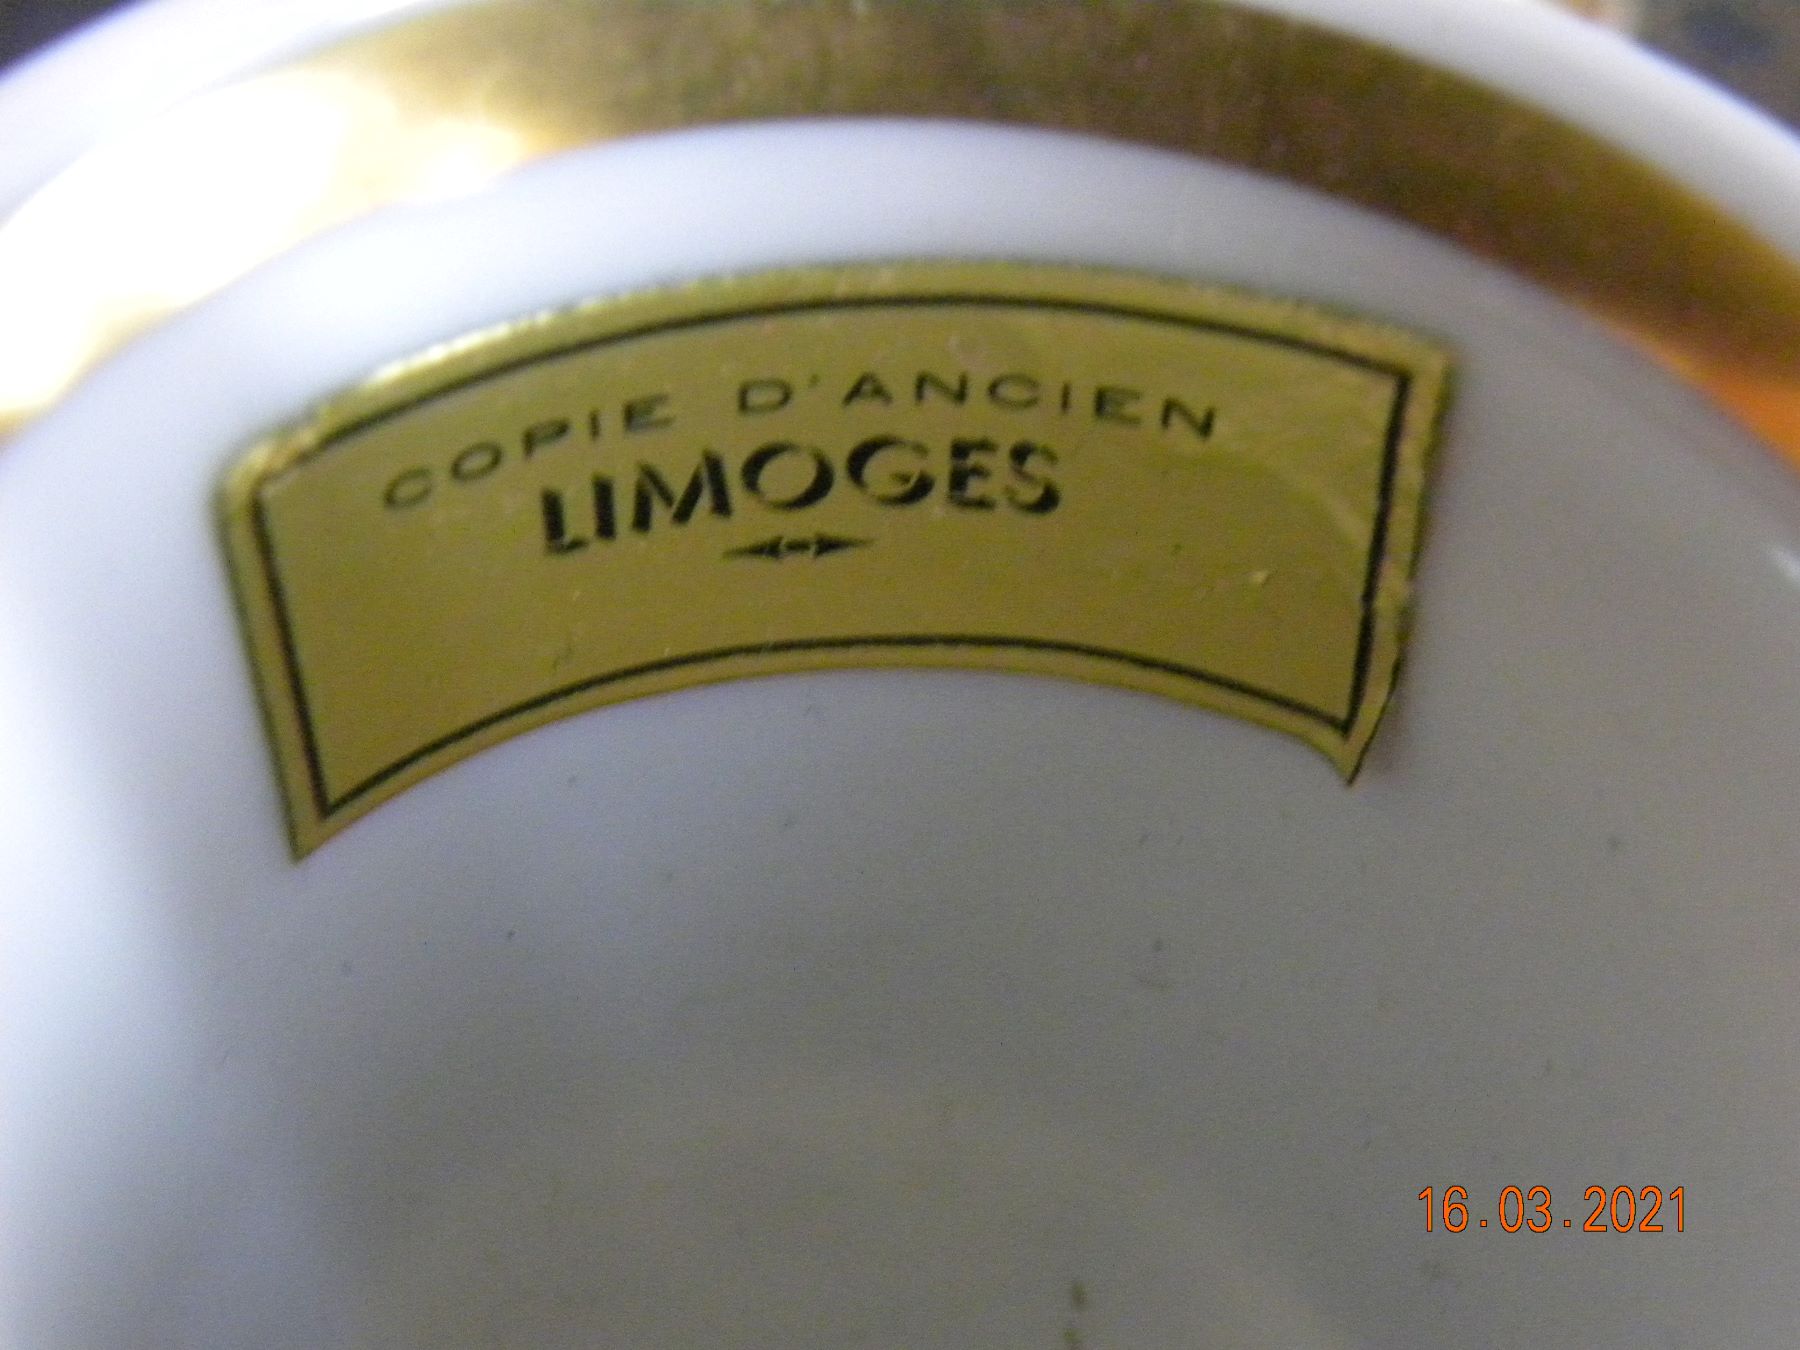 COPIE D'ANCIEN
LIMOGES
16.03.2021